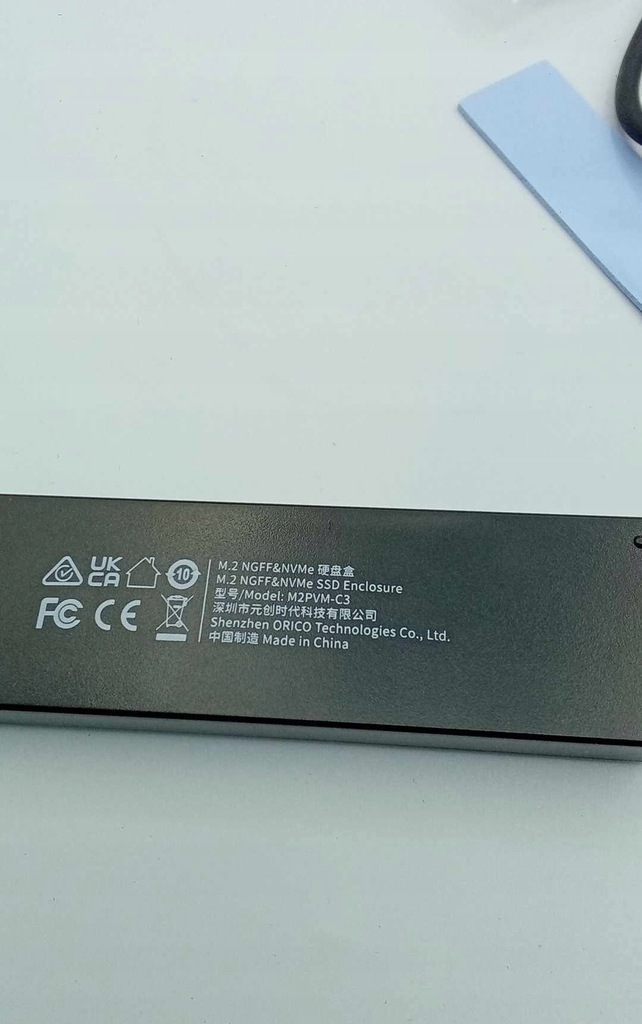 UK
CA
10
FC CE
M.2 NGFF&NVMe 硬盘盒
M.2 NGFF&NVMe SSD Enclosure
型号/Model: M2PVM-C3
深圳市元创时代科技有限公司
Shenzhen ORICO Technologies Co., Ltd.
中国制造 Made in China